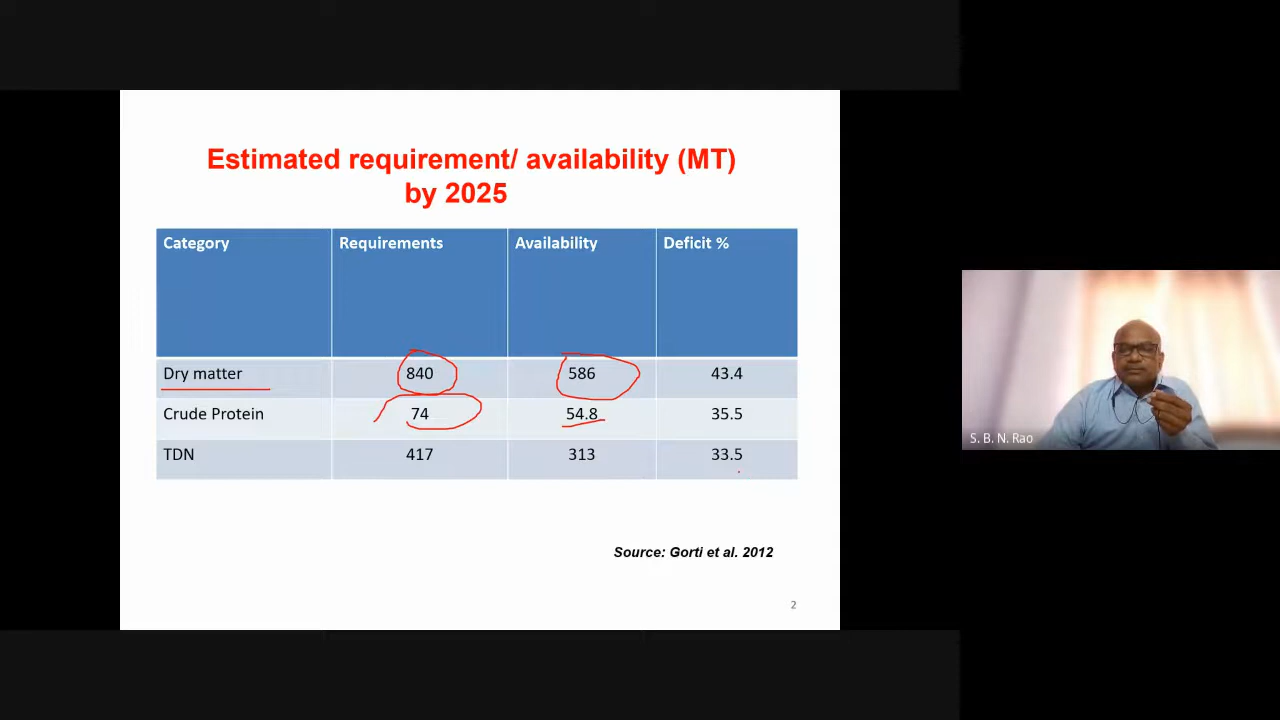 Estimated requirement/ availability (MT)
by 2025
Category Requirements Availability Deficit %
Dry matter 840 586 43.4
Crude Protein 74 54.8 35.5
TDN 417 313 33.5
Source: Gorti et al. 2012
2
S. B. N. Rao